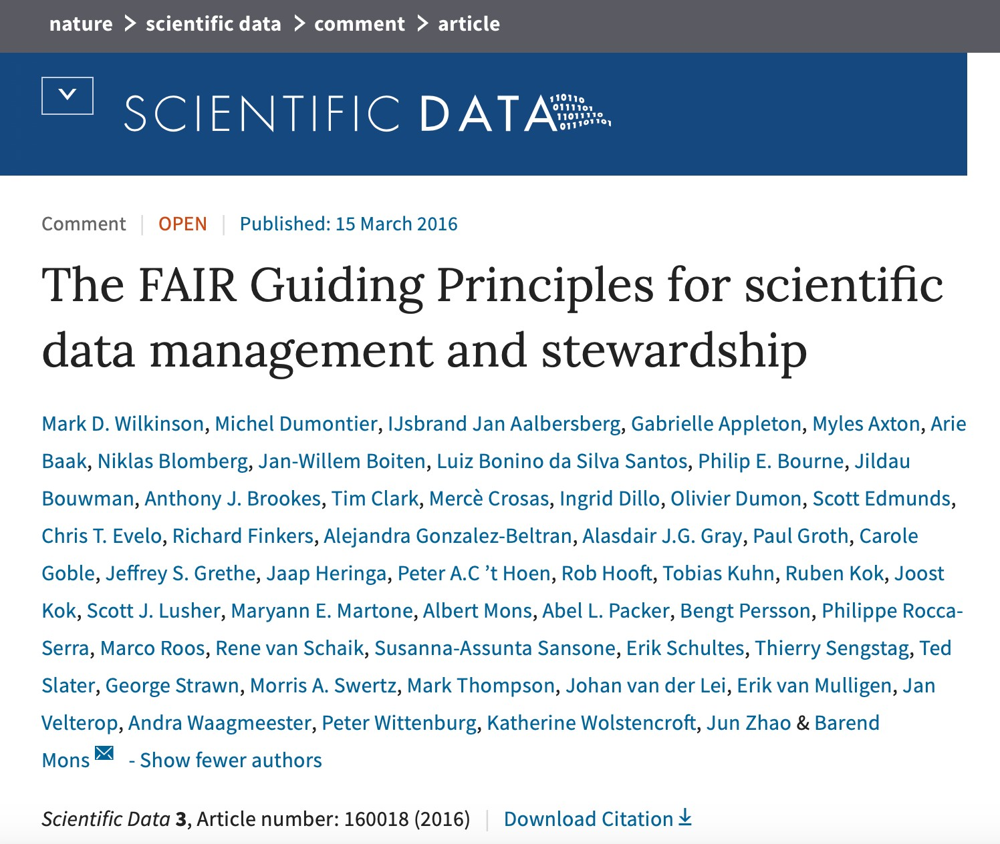 nature > scientific data > comment > article
SCIENTIFIC DATA
110110
0111101
11011110
011101101
Comment | OPEN | Published: 15 March 2016
The FAIR Guiding Principles for scientific
data management and stewardship
Mark D. Wilkinson, Michel Dumontier, IJsbrand Jan Aalbersberg, Gabrielle Appleton, Myles Axton, Arie
Baak, Niklas Blomberg, Jan-Willem Boiten, Luiz Bonino da Silva Santos, Philip E. Bourne, Jildau
Bouwman, Anthony J. Brookes, Tim Clark, Mercè Crosas, Ingrid Dillo, Olivier Dumon, Scott Edmunds,
Chris T. Evelo, Richard Finkers, Alejandra Gonzalez-Beltran, Alasdair J.G. Gray, Paul Groth, Carole
Goble, Jeffrey S. Grethe, Jaap Heringa, Peter A.C ’t Hoen, Rob Hooft, Tobias Kuhn, Ruben Kok, Joost
Kok, Scott J. Lusher, Maryann E. Martone, Albert Mons, Abel L. Packer, Bengt Persson, Philippe Rocca-
Serra, Marco Roos, Rene van Schaik, Susanna-Assunta Sansone, Erik Schultes, Thierry Sengstag, Ted
Slater, George Strawn, Morris A. Swertz, Mark Thompson, Johan van der Lei, Erik van Mulligen, Jan
Velterop, Andra Waagmeester, Peter Wittenburg, Katherine Wolstencroft, Jun Zhao & Barend
Mons - Show fewer authors
Scientific Data 3, Article number: 160018 (2016) | Download Citation